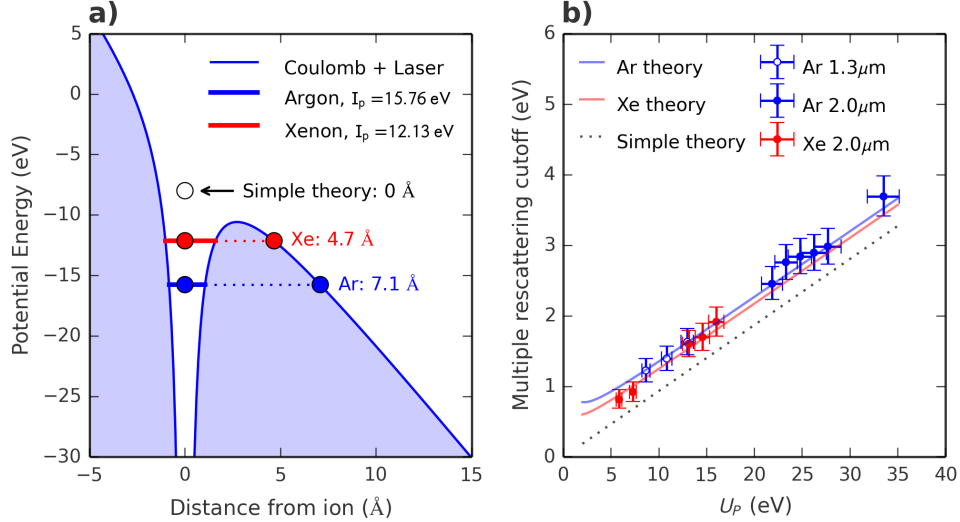 a)
Potential Energy (eV)
5
0
−5
−10
−15
−20
−25
−30
−5
0
5
10
15
Distance from ion (Å)
Coulomb + Laser
Argon, Iₚ=15.76 eV
Xenon, Iₚ=12.13 eV
Simple theory: 0 Å
Xe: 4.7 Å
Ar: 7.1 Å
b)
Multiple rescattering cutoff (eV)
6
5
4
3
2
1
0
0
5
10
15
20
25
30
35
40
U_P (eV)
Ar theory
Xe theory
Simple theory
Ar 1.3μm
Ar 2.0μm
Xe 2.0μm